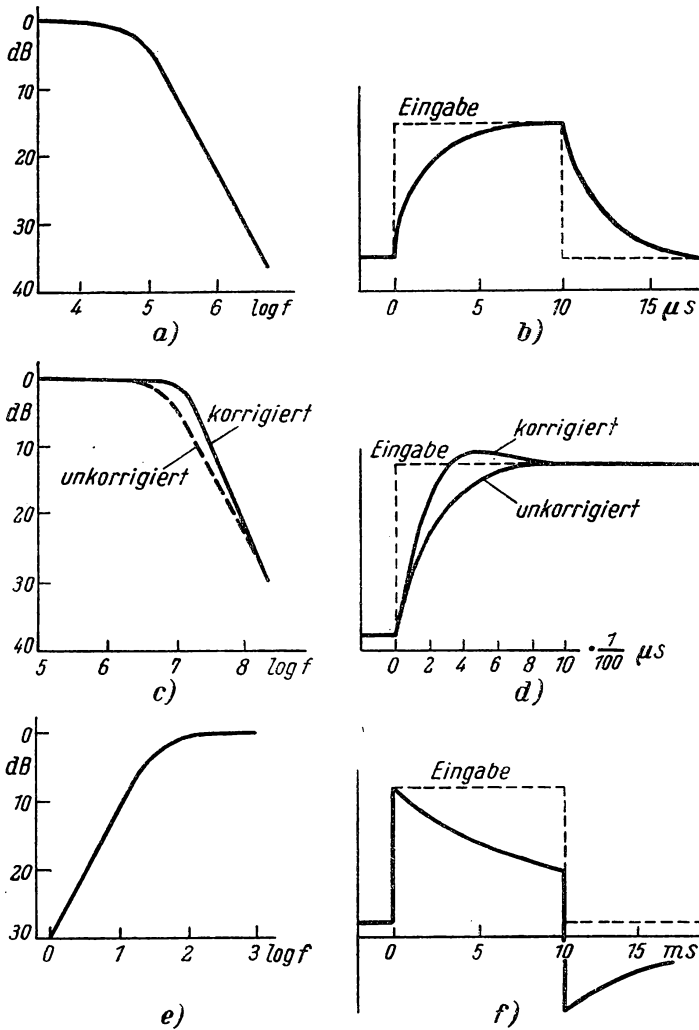 0
dB
10
20
30
40
4 5 6 log f
a)
Eingabe
0 5 10 15 μs
b)
0
dB
10
20
30
40
korrigiert
unkorrigiert
5 6 7 8 log f
c)
korrigiert
Eingabe
unkorrigiert
0 2 4 6 8 10 · 1/100 μs
d)
0
dB
10
20
30
0 1 2 3 log f
e)
Eingabe
0 5 10 15 ms
f)